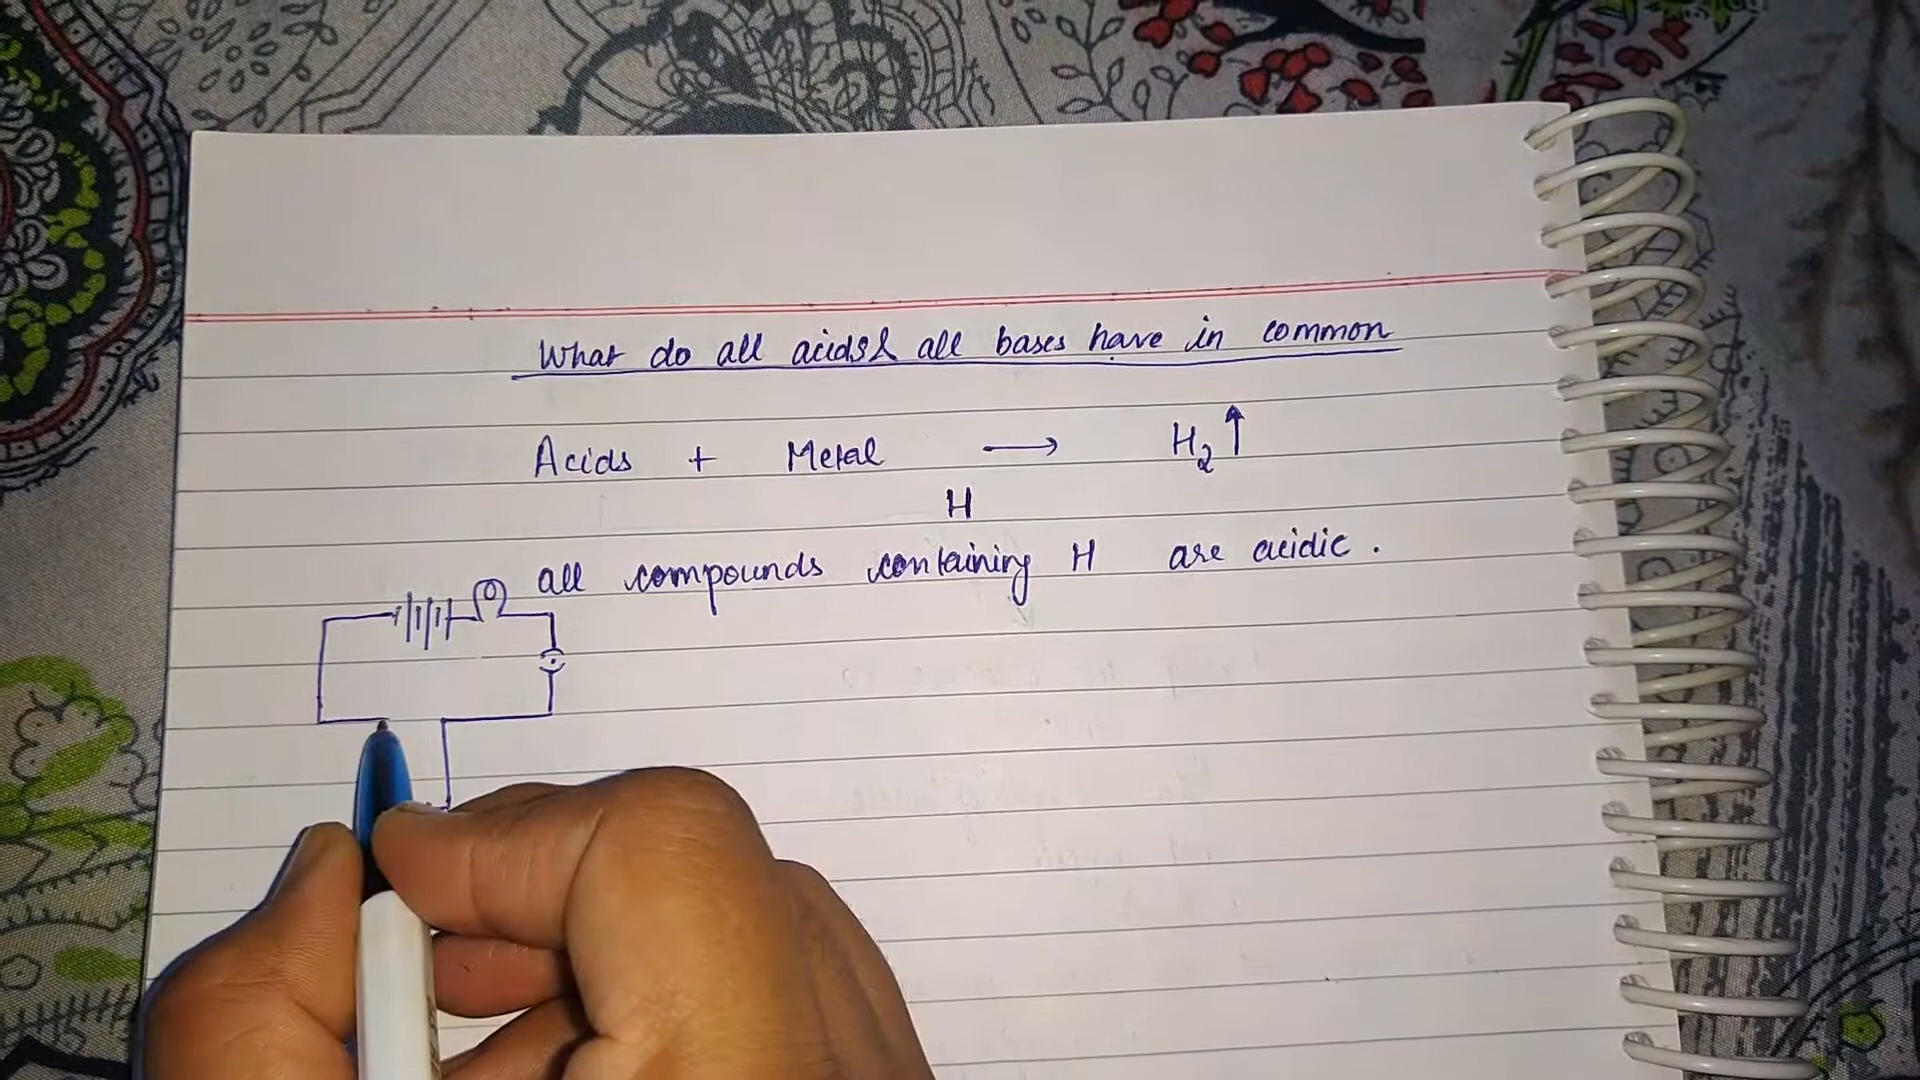 What do all acids & all bases have in common
Acids + Metal ⟶ H₂↑
H
all compounds containing H are acidic.